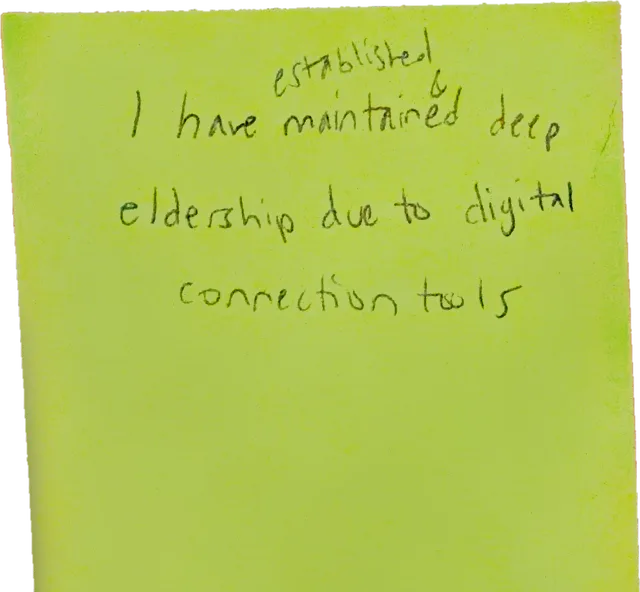 established &
I have maintained deep
eldership due to digital
connection tools